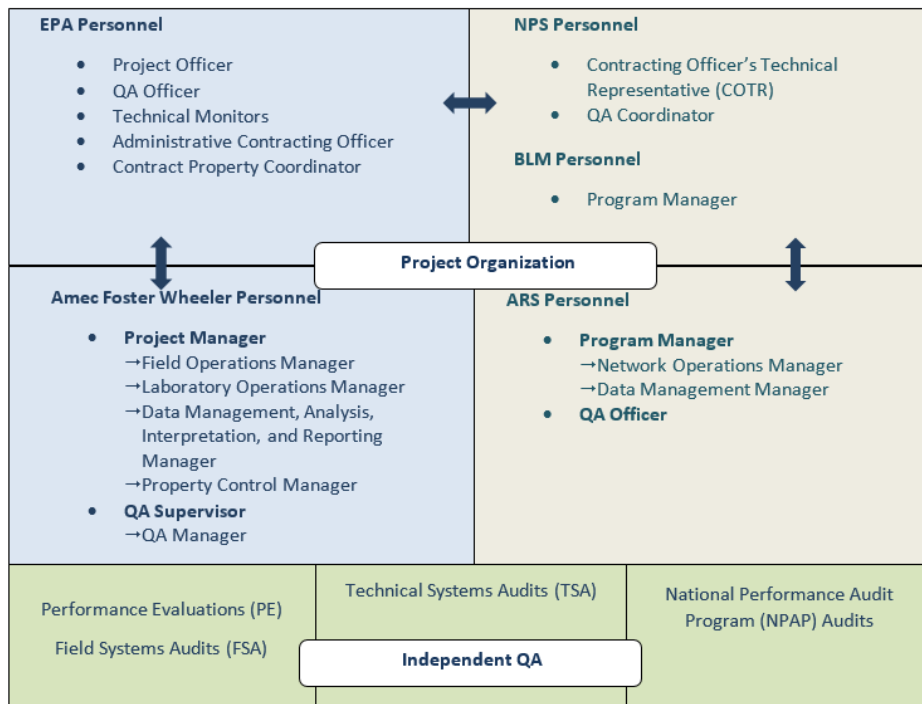 EPA Personnel
• Project Officer
• QA Officer
• Technical Monitors
• Administrative Contracting Officer
• Contract Property Coordinator
NPS Personnel
• Contracting Officer's Technical
Representative (COTR)
• QA Coordinator
BLM Personnel
• Program Manager
Project Organization
Amec Foster Wheeler Personnel
• Project Manager
→Field Operations Manager
→Laboratory Operations Manager
→Data Management, Analysis,
Interpretation, and Reporting
Manager
→Property Control Manager
• QA Supervisor
→QA Manager
ARS Personnel
• Program Manager
→Network Operations Manager
→Data Management Manager
• QA Officer
Performance Evaluations (PE)
Field Systems Audits (FSA)
Technical Systems Audits (TSA)
National Performance Audit
Program (NPAP) Audits
Independent QA